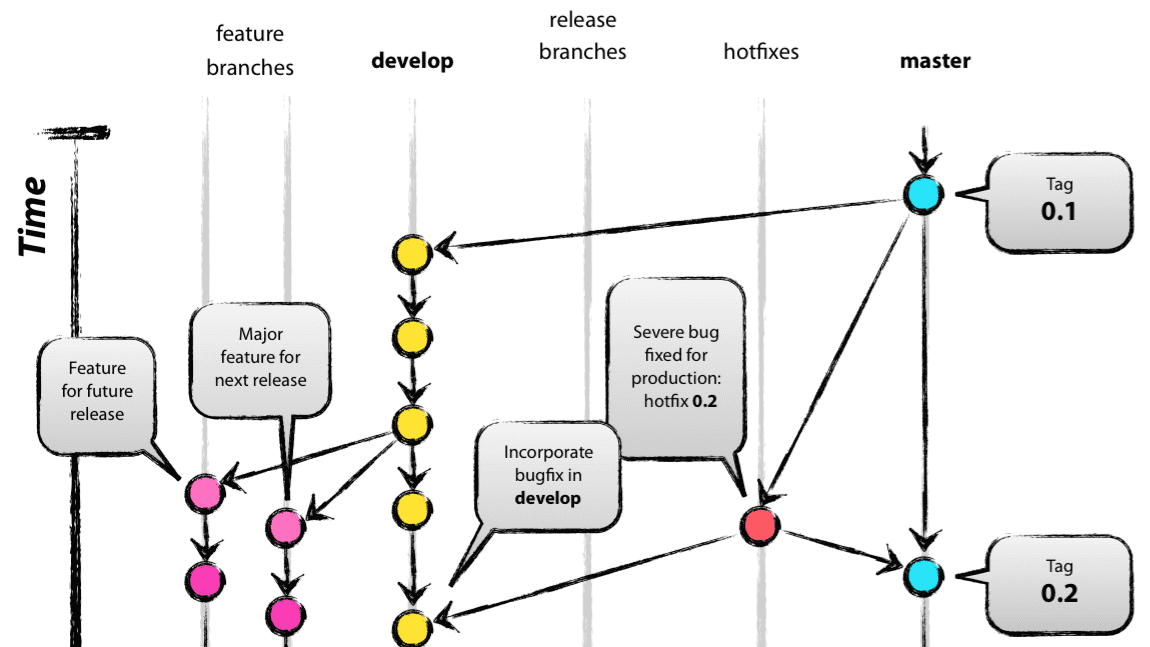 feature
branches
develop
release
branches
hotfixes
master
Time
Tag
0.1
Severe bug
fixed for
production:
hotfix 0.2
Major
feature for
next release
Feature
for future
release
Incorporate
bugfix in
develop
Tag
0.2